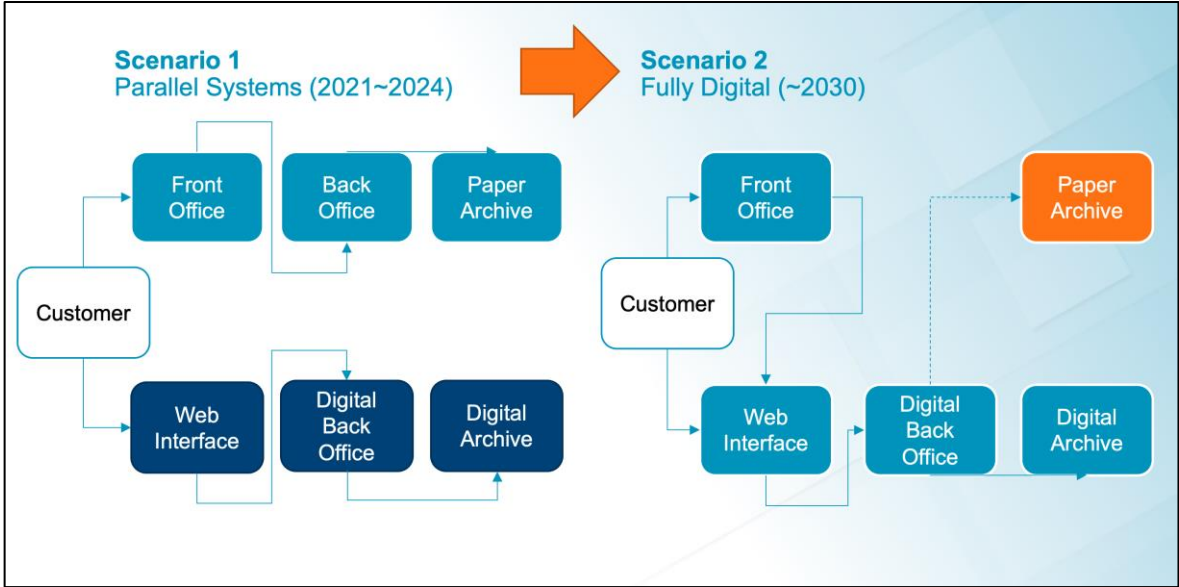 Scenario 1
Parallel Systems (2021~2024)
Front
Office
Back
Office
Paper
Archive
Customer
Web
Interface
Digital
Back
Office
Digital
Archive
Scenario 2
Fully Digital (~2030)
Front
Office
Paper
Archive
Customer
Web
Interface
Digital
Back
Office
Digital
Archive